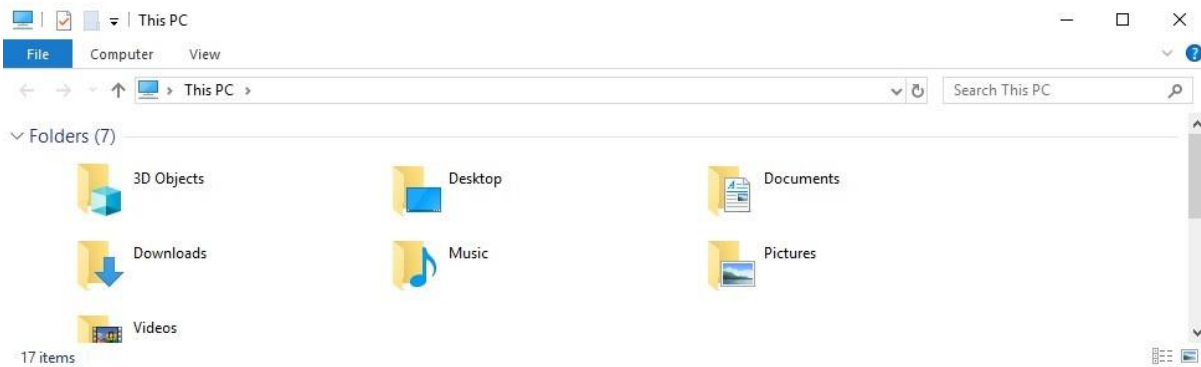 This PC
File Computer View
?
This PC
Search This PC
Folders (7)
3D Objects Desktop Documents
Downloads Music Pictures
Videos
17 items